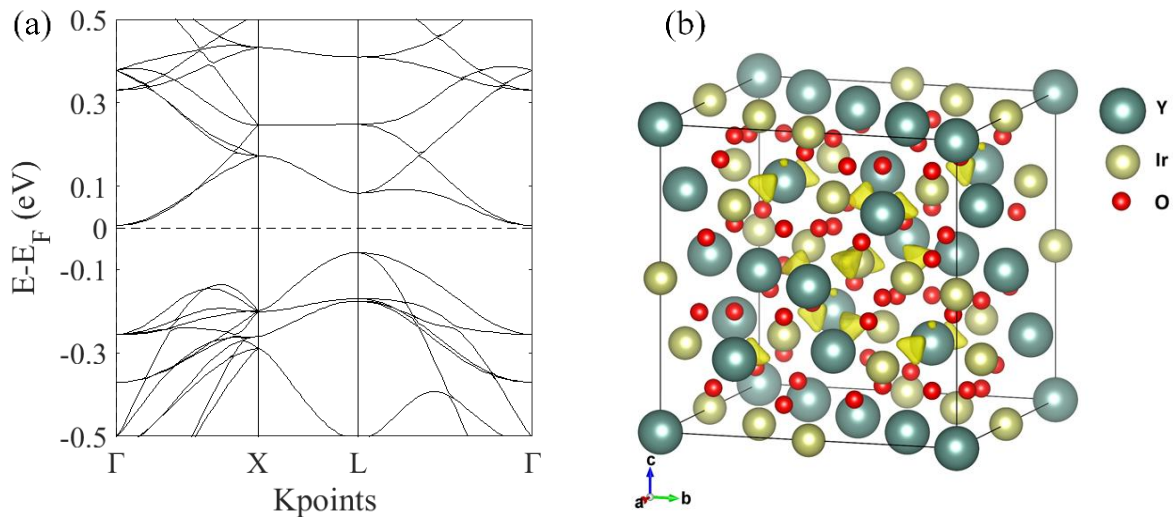 (a)
0.5
0.3
0.1
0
-0.1
-0.3
-0.5
E-E_F (eV)
Γ X L Γ
Kpoints
(b)
Y
Ir
O
c
a b